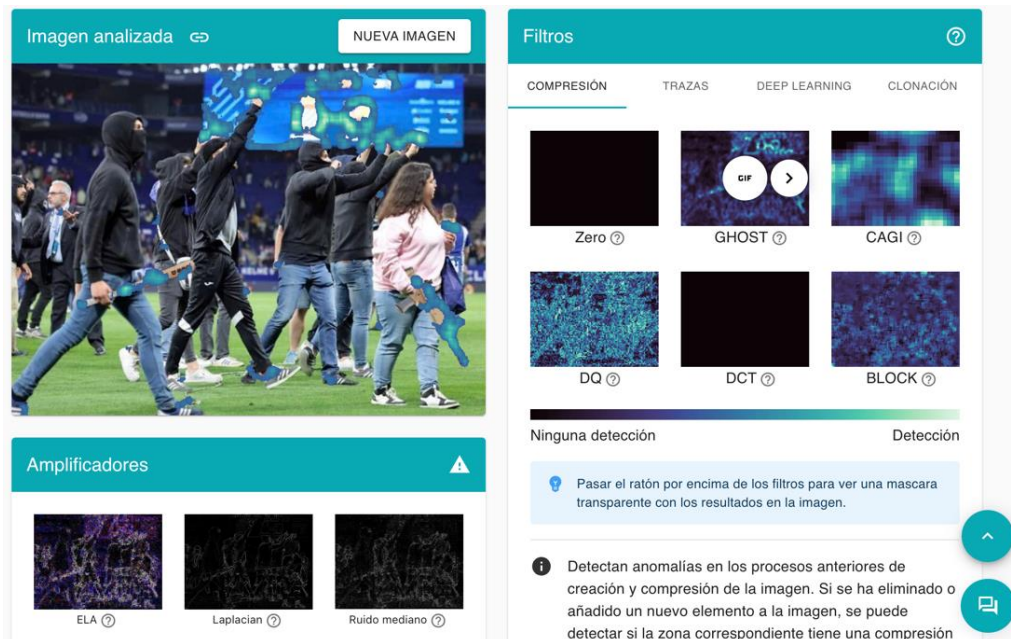 Imagen analizada
NUEVA IMAGEN
Amplificadores
ELA
Laplacian
Ruido mediano
Filtros
COMPRESIÓN
TRAZAS
DEEP LEARNING
CLONACIÓN
Zero
GIF
GHOST
CAGI
DQ
DCT
BLOCK
Ninguna detección
Detección
Pasar el ratón por encima de los filtros para ver una mascara
transparente con los resultados en la imagen.
Detectan anomalías en los procesos anteriores de
creación y compresión de la imagen. Si se ha eliminado o
añadido un nuevo elemento a la imagen, se puede
detectar si la zona correspondiente tiene una compresión